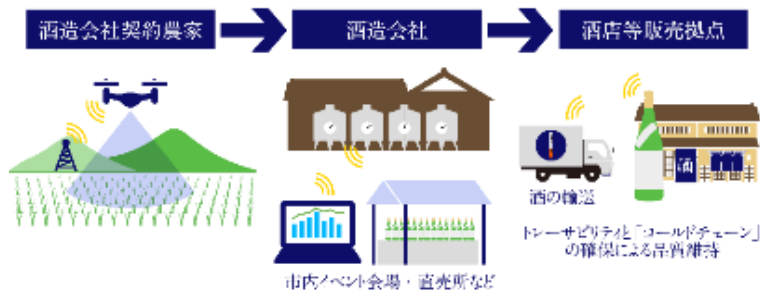 酒造会社契約農家
酒造会社
酒店等販売拠点
酒
酒の輸送
市内イベント会場・直売所など
トレーサビリティと「コールドチェーン」
の確保による品質維持